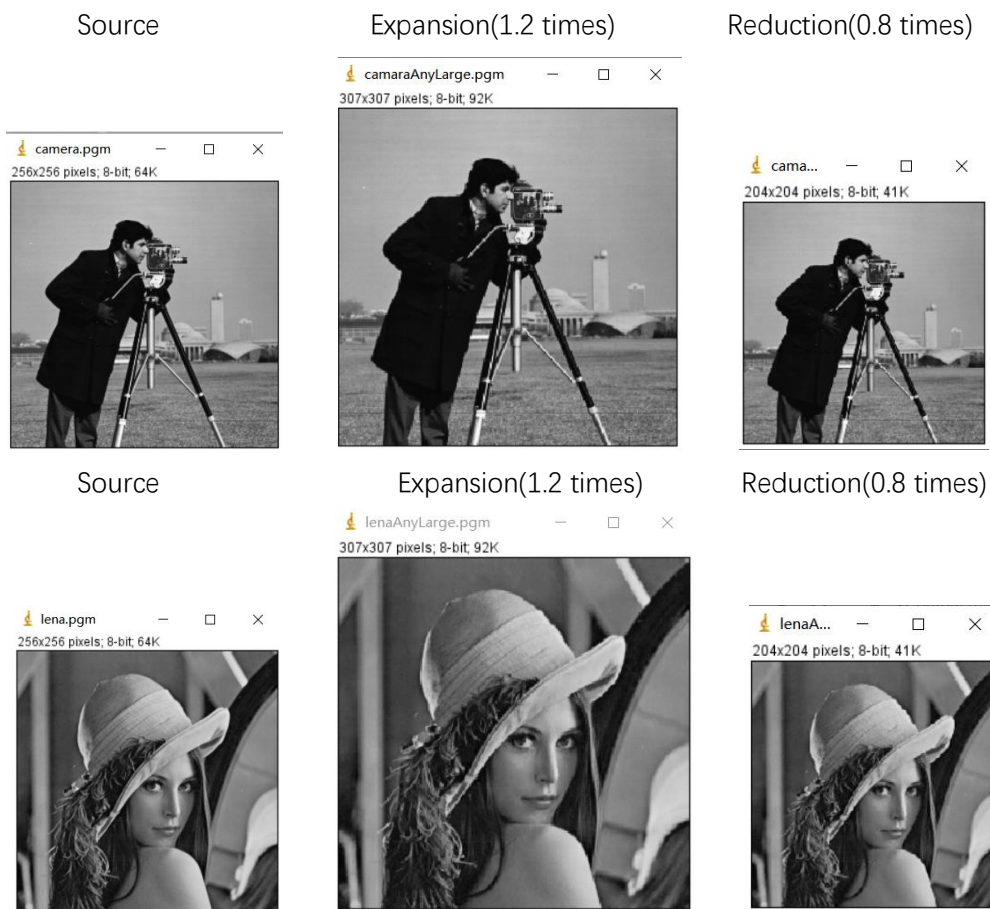 Source Expansion(1.2 times) Reduction(0.8 times)
camaraAnyLarge.pgm
307x307 pixels; 8-bit; 92K
camera.pgm
256x256 pixels; 8-bit; 64K
cama...
204x204 pixels; 8-bit; 41K
Source Expansion(1.2 times) Reduction(0.8 times)
lenaAnyLarge.pgm
307x307 pixels; 8-bit; 92K
lena.pgm
256x256 pixels; 8-bit; 64K
lenaA...
204x204 pixels; 8-bit; 41K